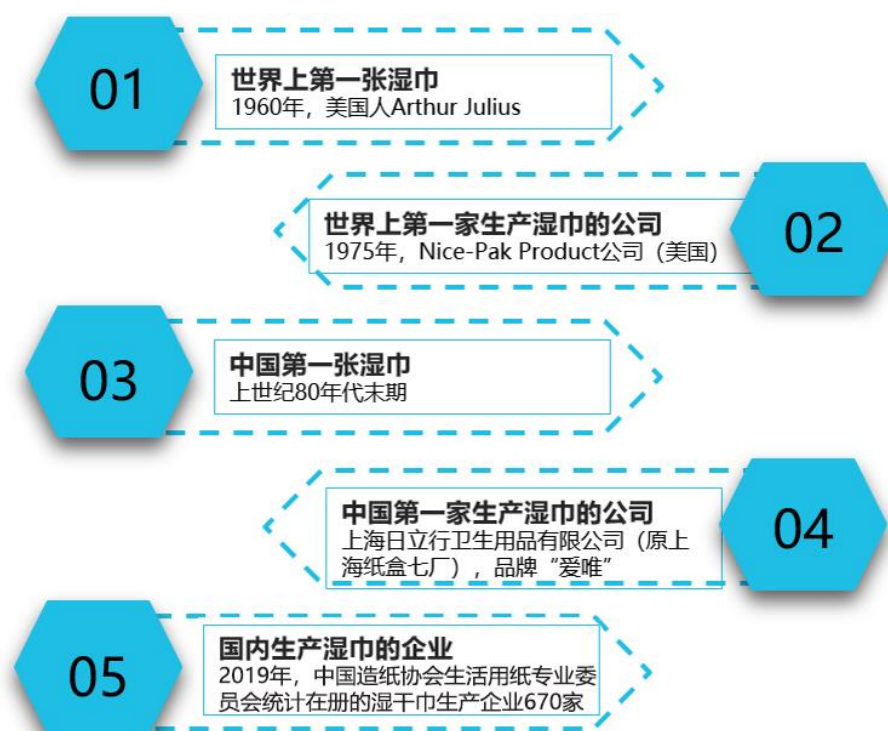 01
世界上第一张湿巾
1960年，美国人Arthur Julius
世界上第一家生产湿巾的公司
1975年，Nice-Pak Product公司（美国）
02
03
中国第一张湿巾
上世纪80年代末期
中国第一家生产湿巾的公司
上海日立行卫生用品有限公司（原上
海纸盒七厂），品牌“爱唯”
04
05
国内生产湿巾的企业
2019年，中国造纸协会生活用纸专业委
员会统计在册的湿干巾生产企业670家